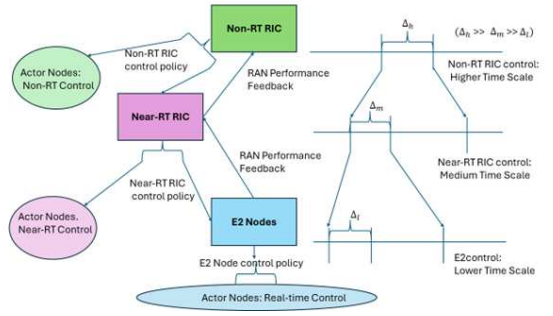 Non-RT RIC
Δh
(Δh >> Δm >> Δl)
Non-RT RIC
control policy
Actor Nodes:
Non-RT Control
RAN Performance
Feedback
Non-RT RIC control:
Higher Time Scale
Near-RT RIC
Δm
RAN Performance
Feedback
Near-RT RIC control:
Medium Time Scale
Near-RT RIC
control policy
Actor Nodes.
Near-RT Control
E2 Nodes
Δl
E2 Node control policy
E2control:
Lower Time Scale
Actor Nodes: Real-time Control